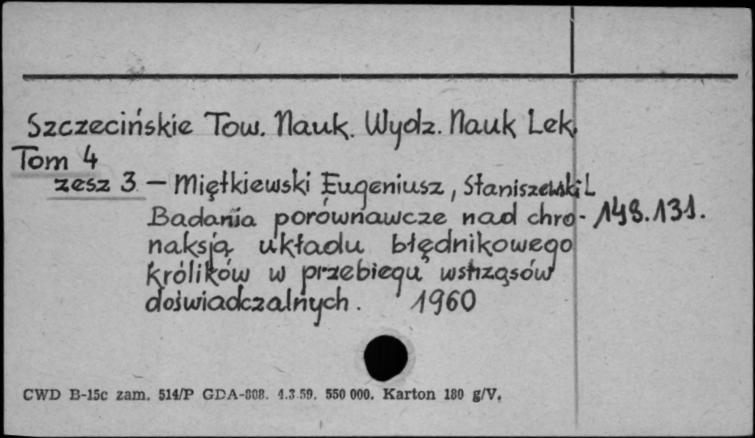 Szczecińskie Tow. Nauk. Wydz. Nauk Lek.
Tom 4
zesz 3 – Miętkiewski Eugeniusz, Staniszewski L
Badania porównawcze nad chro- 148.131.
naksją układu błędnikowego
królików w przebiegu wstrząsów
doświadczalnych. 1960
CWD B-15c zam. 514/P GDA-808. 4.3.59. 550 000. Karton 180 g/V.